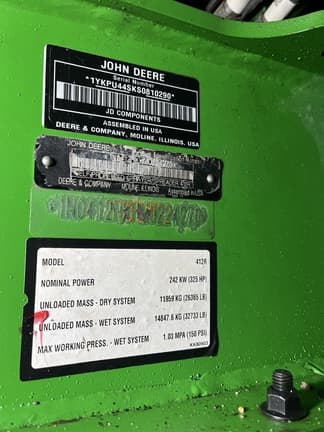 JOHN DEERE
Serial Number
*1YKPU44SKS0810290*
JD COMPONENTS
ASSEMBLED IN USA
DEERE & COMPANY, MOLINE, ILLINOIS, USA
JOHN DEERE
DEERE & COMPANY MOLINE, ILLINOIS
MODEL 412R
NOMINAL POWER 242 KW (325 HP)
UNLOADED MASS - DRY SYSTEM 11959 KG (26365 LB)
UNLOADED MASS - WET SYSTEM 14847.6 KG (32733 LB)
MAX WORKING PRESS. - WET SYSTEM 1.03 MPA (150 PSI)